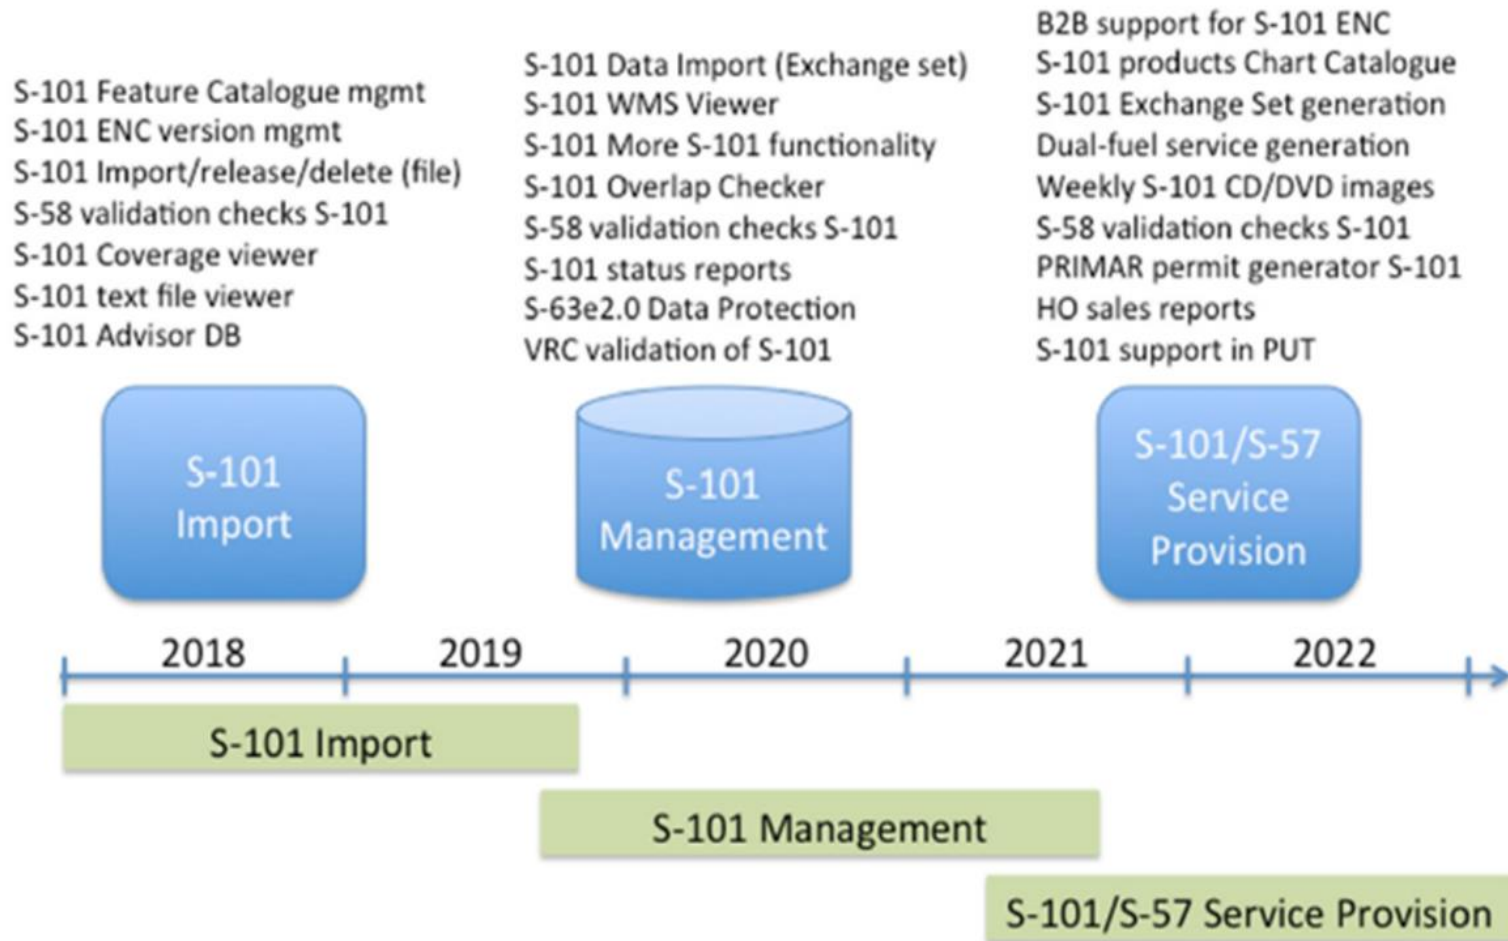 S-101 Feature Catalogue mgmt
S-101 ENC version mgmt
S-101 Import/release/delete (file)
S-58 validation checks S-101
S-101 Coverage viewer
S-101 text file viewer
S-101 Advisor DB
S-101 Data Import (Exchange set)
S-101 WMS Viewer
S-101 More S-101 functionality
S-101 Overlap Checker
S-58 validation checks S-101
S-101 status reports
S-63e2.0 Data Protection
VRC validation of S-101
B2B support for S-101 ENC
S-101 products Chart Catalogue
S-101 Exchange Set generation
Dual-fuel service generation
Weekly S-101 CD/DVD images
S-58 validation checks S-101
PRIMAR permit generator S-101
HO sales reports
S-101 support in PUT
S-101
Import
S-101
Management
S-101/S-57
Service
Provision
2018 2019 2020 2021 2022
S-101 Import
S-101 Management
S-101/S-57 Service Provision